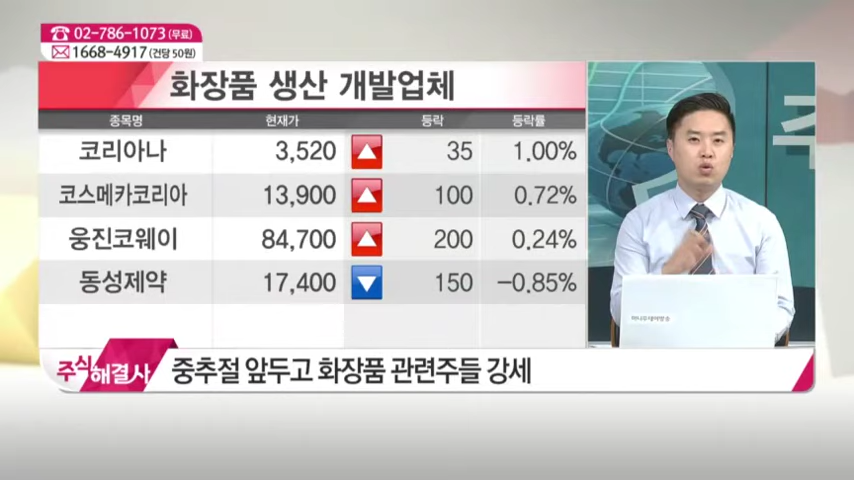 02-786-1073 (무료)
1668-4917 (건당 50원)
화장품 생산 개발업체
종목명 현재가 등락 등락률
코리아나 3,520 ▲ 35 1.00%
코스메카코리아 13,900 ▲ 100 0.72%
웅진코웨이 84,700 ▲ 200 0.24%
동성제약 17,400 ▼ 150 -0.85%
주
주식
해결사
중추절 앞두고 화장품 관련주들 강세